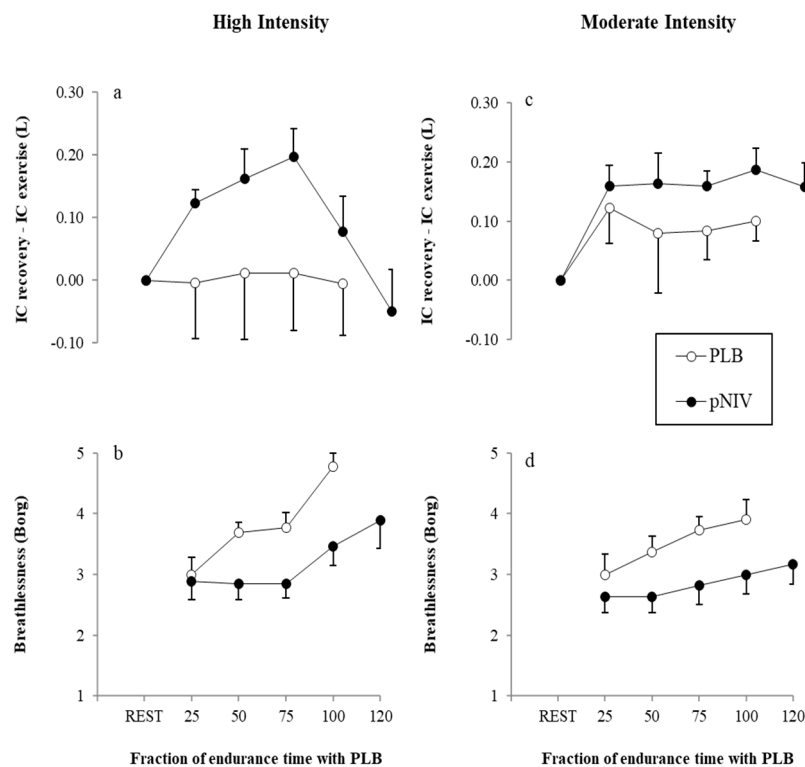 High Intensity
Moderate Intensity
a
0.30
0.20
0.10
0.00
-0.10
IC recovery - IC exercise (L)
c
0.30
0.20
0.10
0.00
-0.10
IC recovery - IC exercise (L)
PLB
pNIV
b
5
4
3
2
1
Breathlessness (Borg)
REST 25 50 75 100 120
Fraction of endurance time with PLB
d
5
4
3
2
1
Breathlessness (Borg)
REST 25 50 75 100 120
Fraction of endurance time with PLB